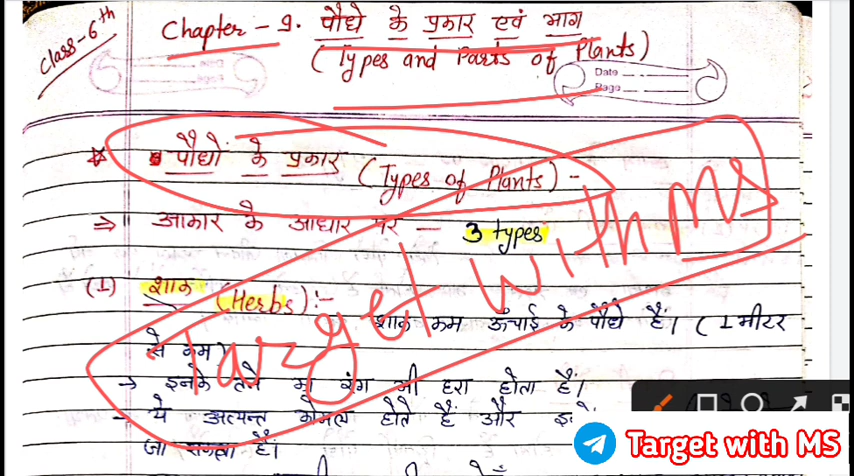 Class-6th
Chapter - 9. पौधे के प्रकार एवं भाग
(Types and Parts of Plants)
Date
Page
पौधों के प्रकार (Types of Plants) -
⇒ आकार के आधार पर - 3 types
(1) शाक (Herbs) :-
शाक कम ऊंचाई के पौधे हैं। (1 मीटर
से कम)
→ इनके तने का रंग भी हरा होता है।
→ ये अत्यन्त कोमल होते हैं और
जा सकता है।
Target with MS
Target with MS